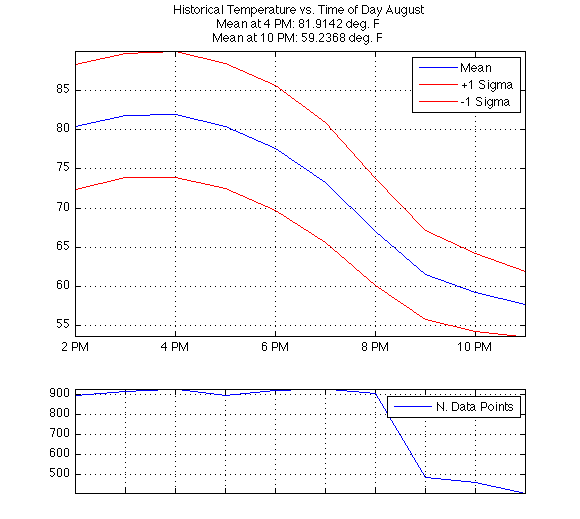 Historical Temperature vs. Time of Day August
Mean at 4 PM: 81.9142 deg. F
Mean at 10 PM: 59.2368 deg. F
Mean
+1 Sigma
-1 Sigma
85
80
75
70
65
60
55
2 PM 4 PM 6 PM 8 PM 10 PM
N. Data Points
900
800
700
600
500